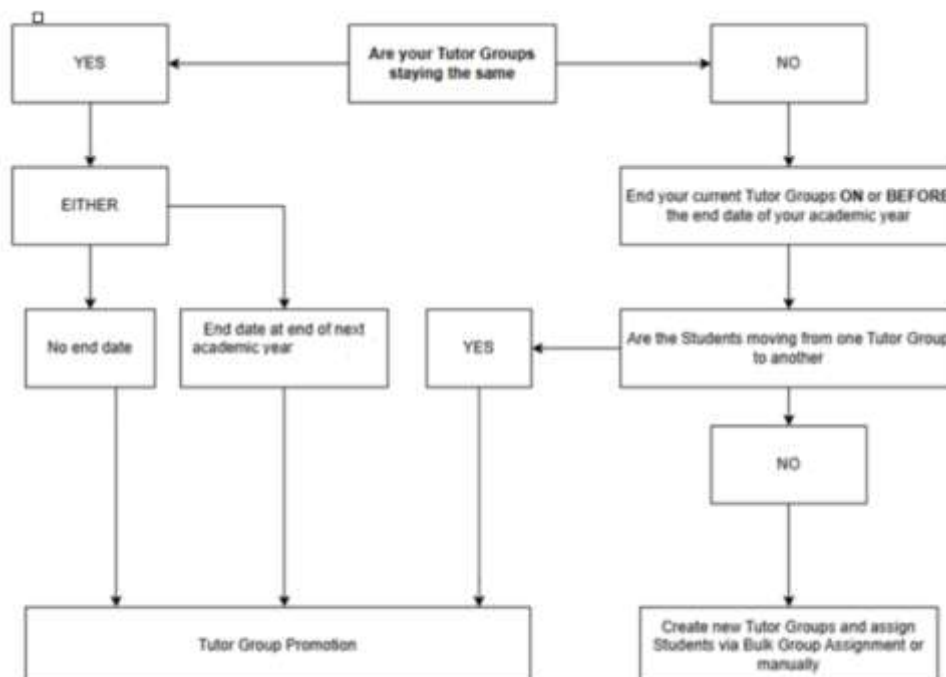 YES
Are your Tutor Groups
staying the same
NO
EITHER
End your current Tutor Groups ON or BEFORE
the end date of your academic year
No end date
End date at end of next
academic year
YES
Are the Students moving from one Tutor Group
to another
NO
Tutor Group Promotion
Create new Tutor Groups and assign
Students via Bulk Group Assignment or
manually